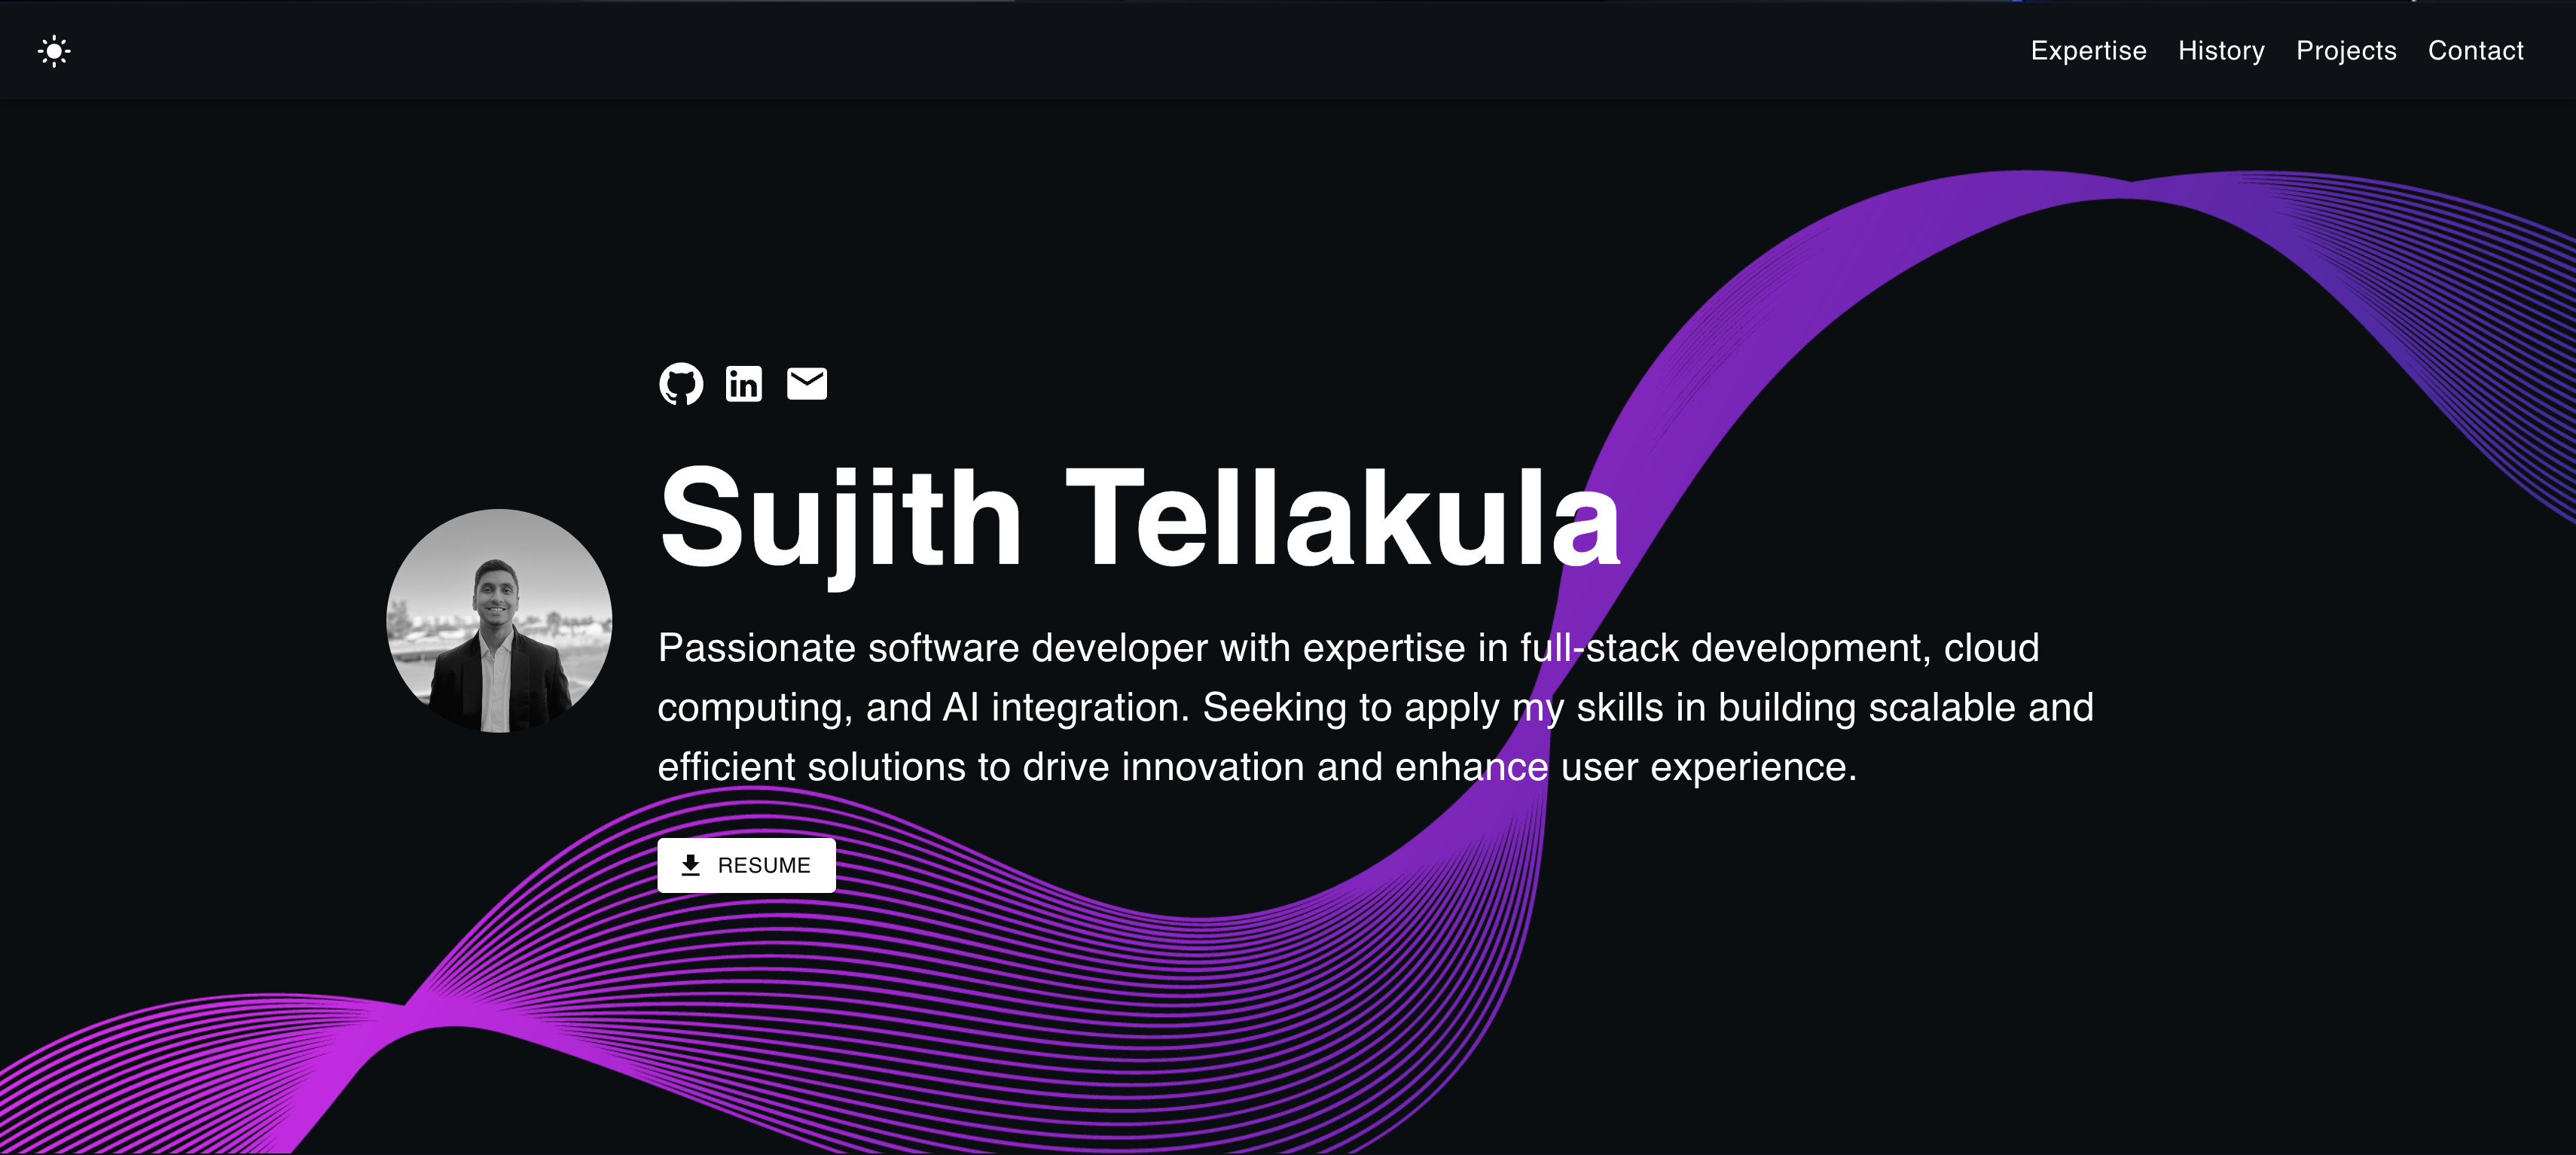 Expertise History Projects Contact
in
Sujith Tellakula
Passionate software developer with expertise in full-stack development, cloud
computing, and AI integration. Seeking to apply my skills in building scalable and
efficient solutions to drive innovation and enhance user experience.
RESUME